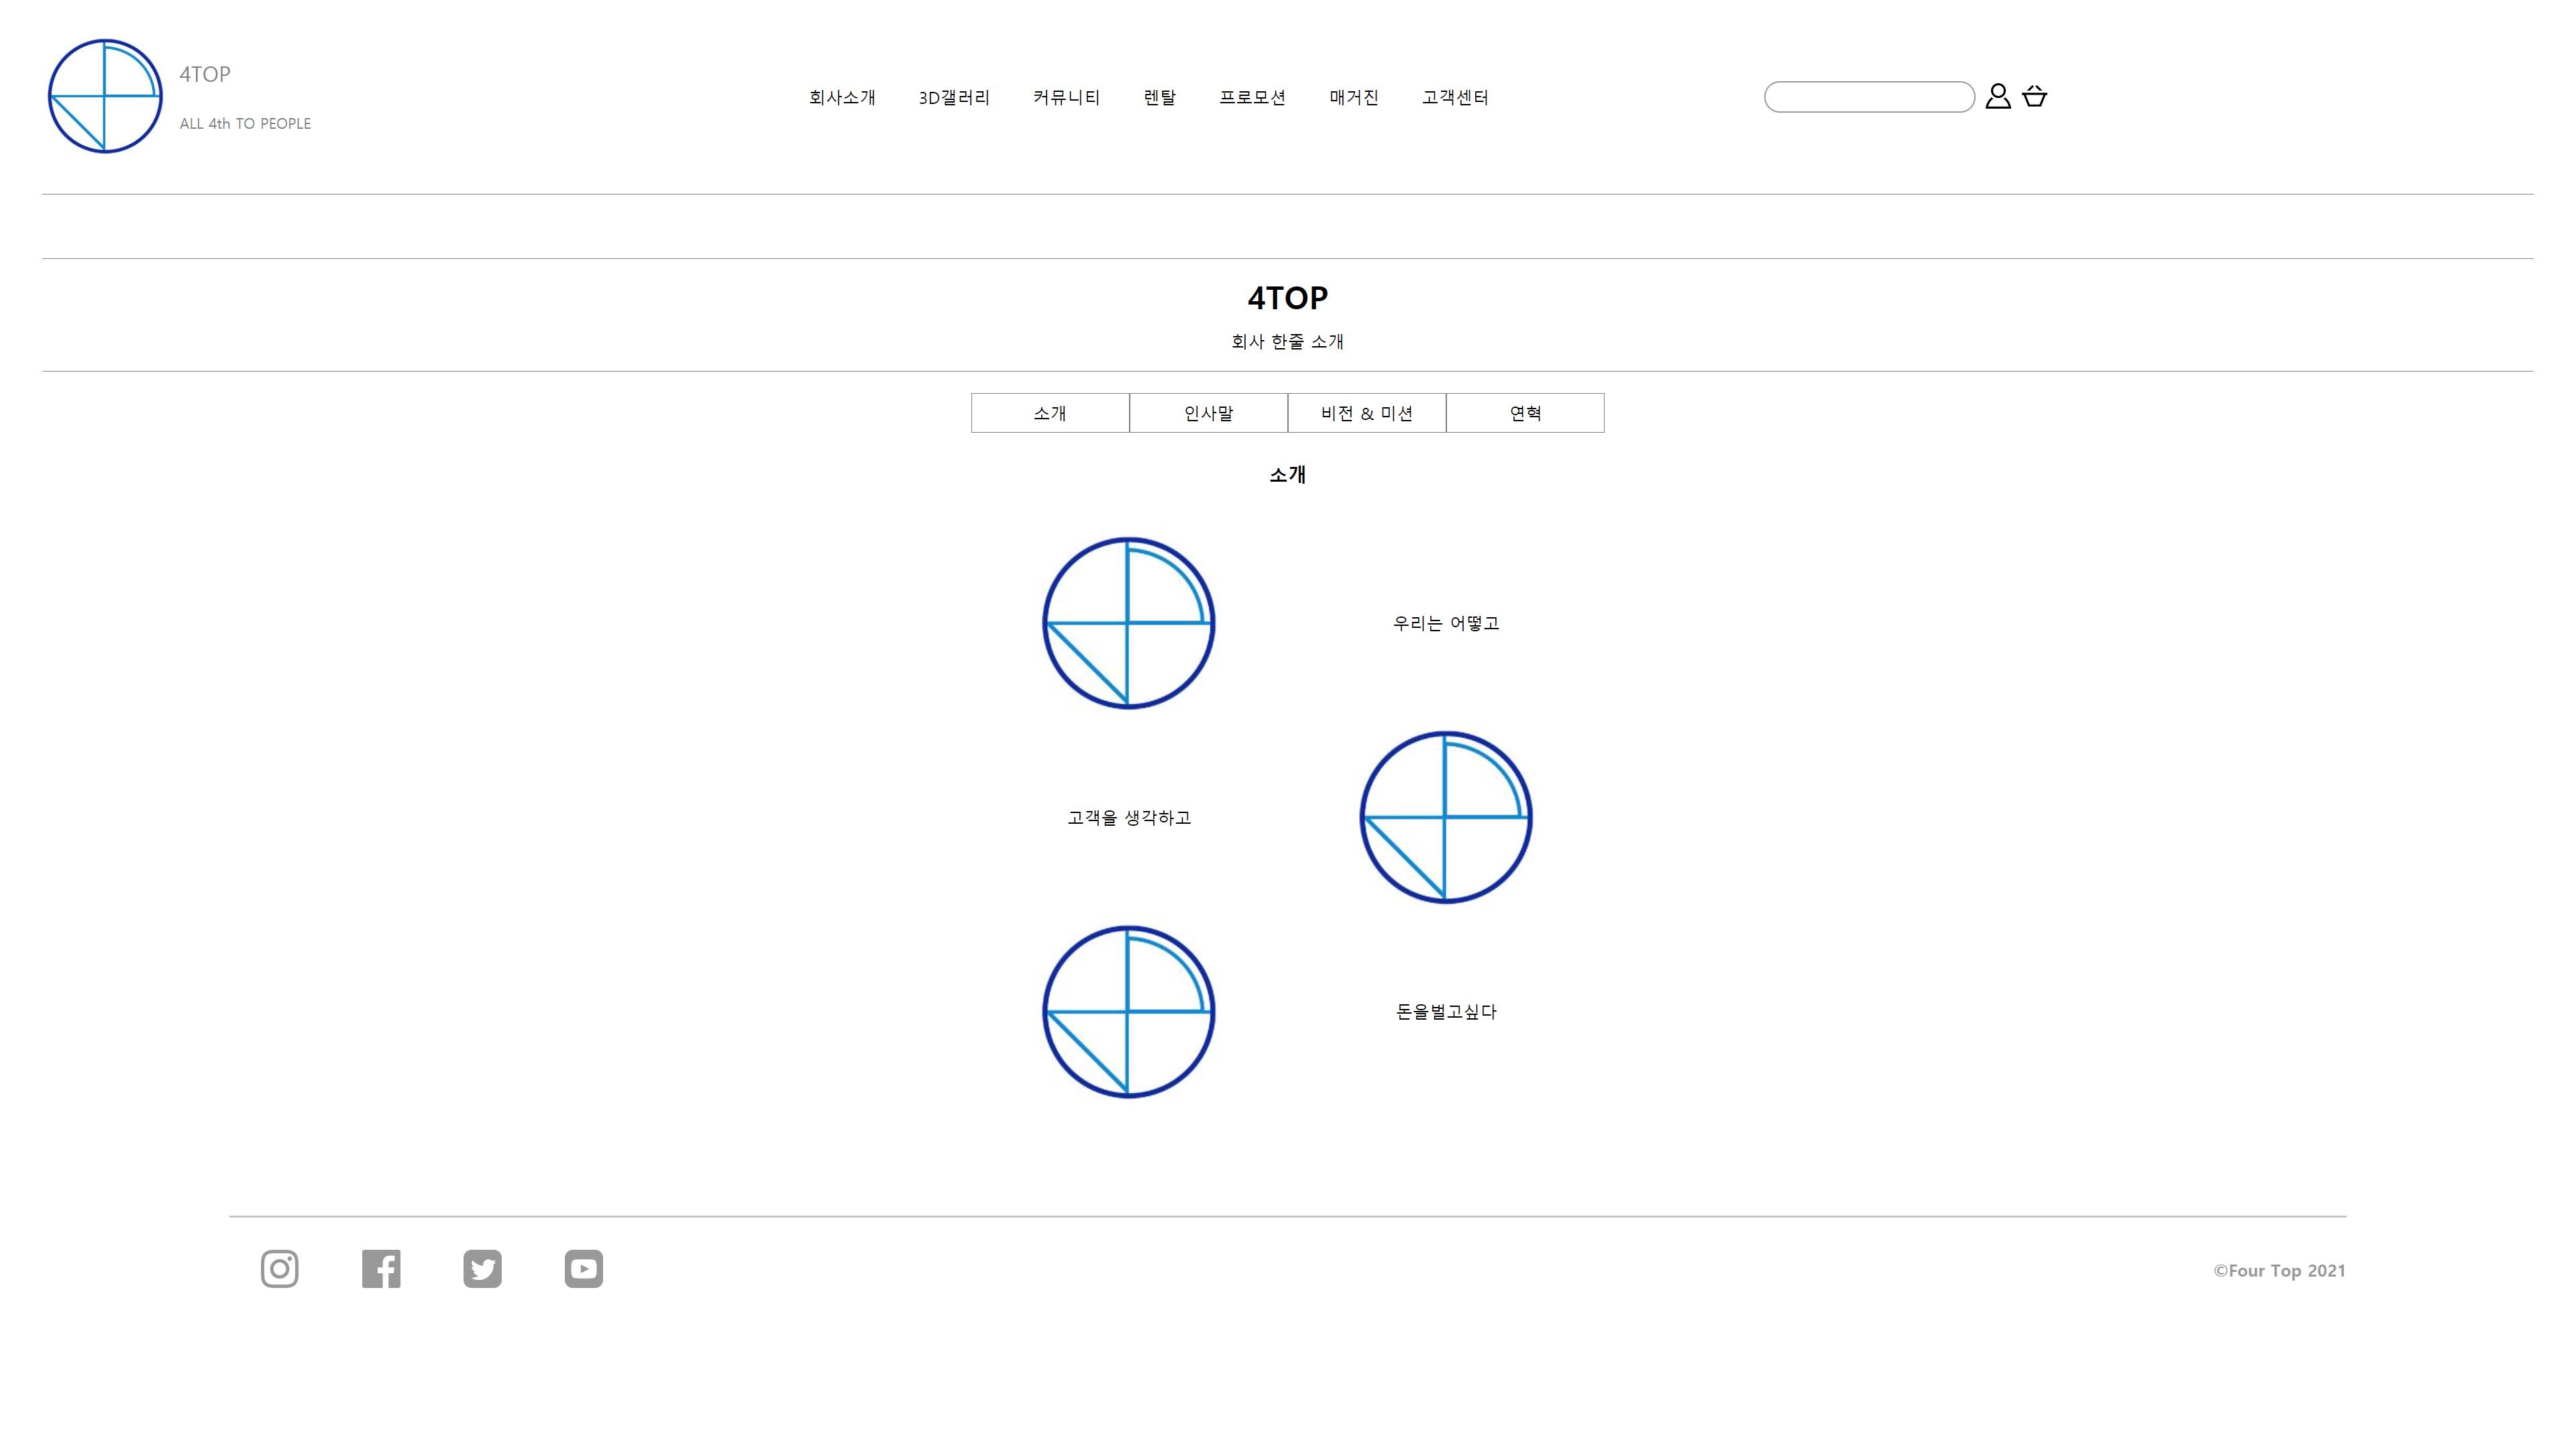 4TOP
ALL 4th TO PEOPLE
회사소개 3D갤러리 커뮤니티 렌탈 프로모션 매거진 고객센터
4TOP
회사 한줄 소개
소개 인사말 비전 & 미션 연혁
소개
우리는 어떻고
고객을 생각하고
돈을벌고싶다
©Four Top 2021